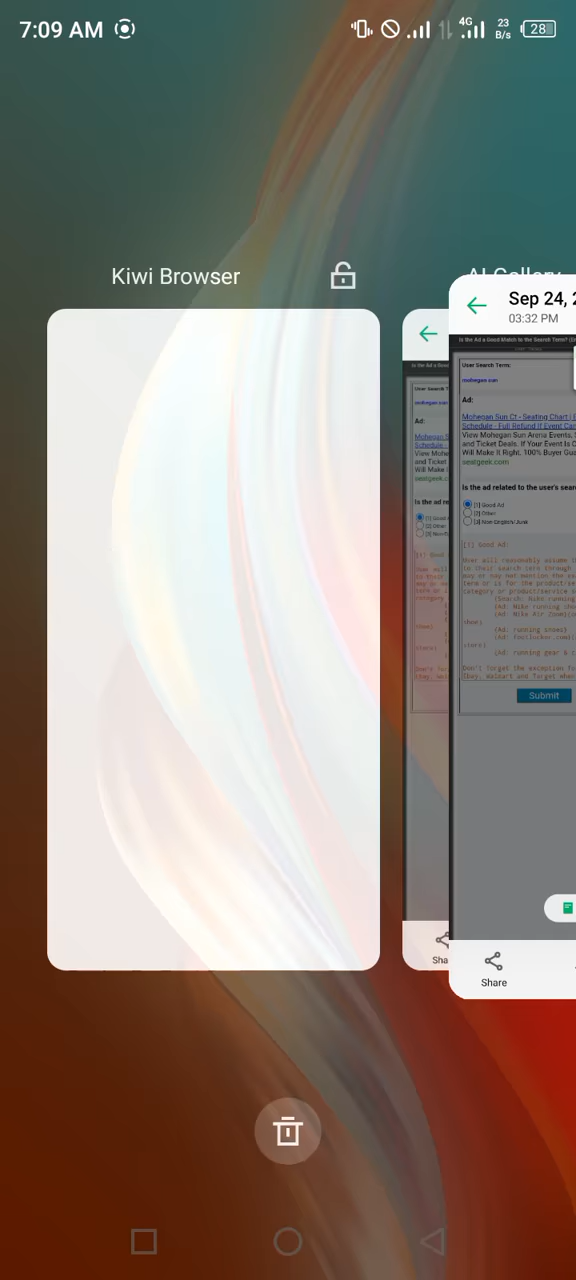 7:09 AM
4G
23
B/s
28
Kiwi Browser
AI Gallery
Sep 24, 2
03:32 PM
Is the Ad a Good Match to the Search Term?
User Search Term:
mohegan sun
Ad:
Mohegan Sun Ct - Seating Chart |
Schedule - Full Refund If Event Can
View Mohegan Sun Arena Events,
and Ticket Deals. If Your Event Is C
Will Make It Right. 100% Buyer Gua
seatgeek.com
Is the ad related to the user's sear
[1] Good Ad
[2] Other
[3] Non-English/Junk
[1] Good Ad:
User will reasonably assume t
to their search term through
may or may not mention the ex
term or is for the product/se
category or product/service s
(Search: Nike running
(Ad: Nike running sho
(Ad: Nike Air Zoom(co
shoe)
(Ad: running shoes)
(Ad: footlocker.com(
store)
(Ad: running gear & c
Don't forget the exception fo
Ebay, Walmart and Target wher
Submit
Share
Sha